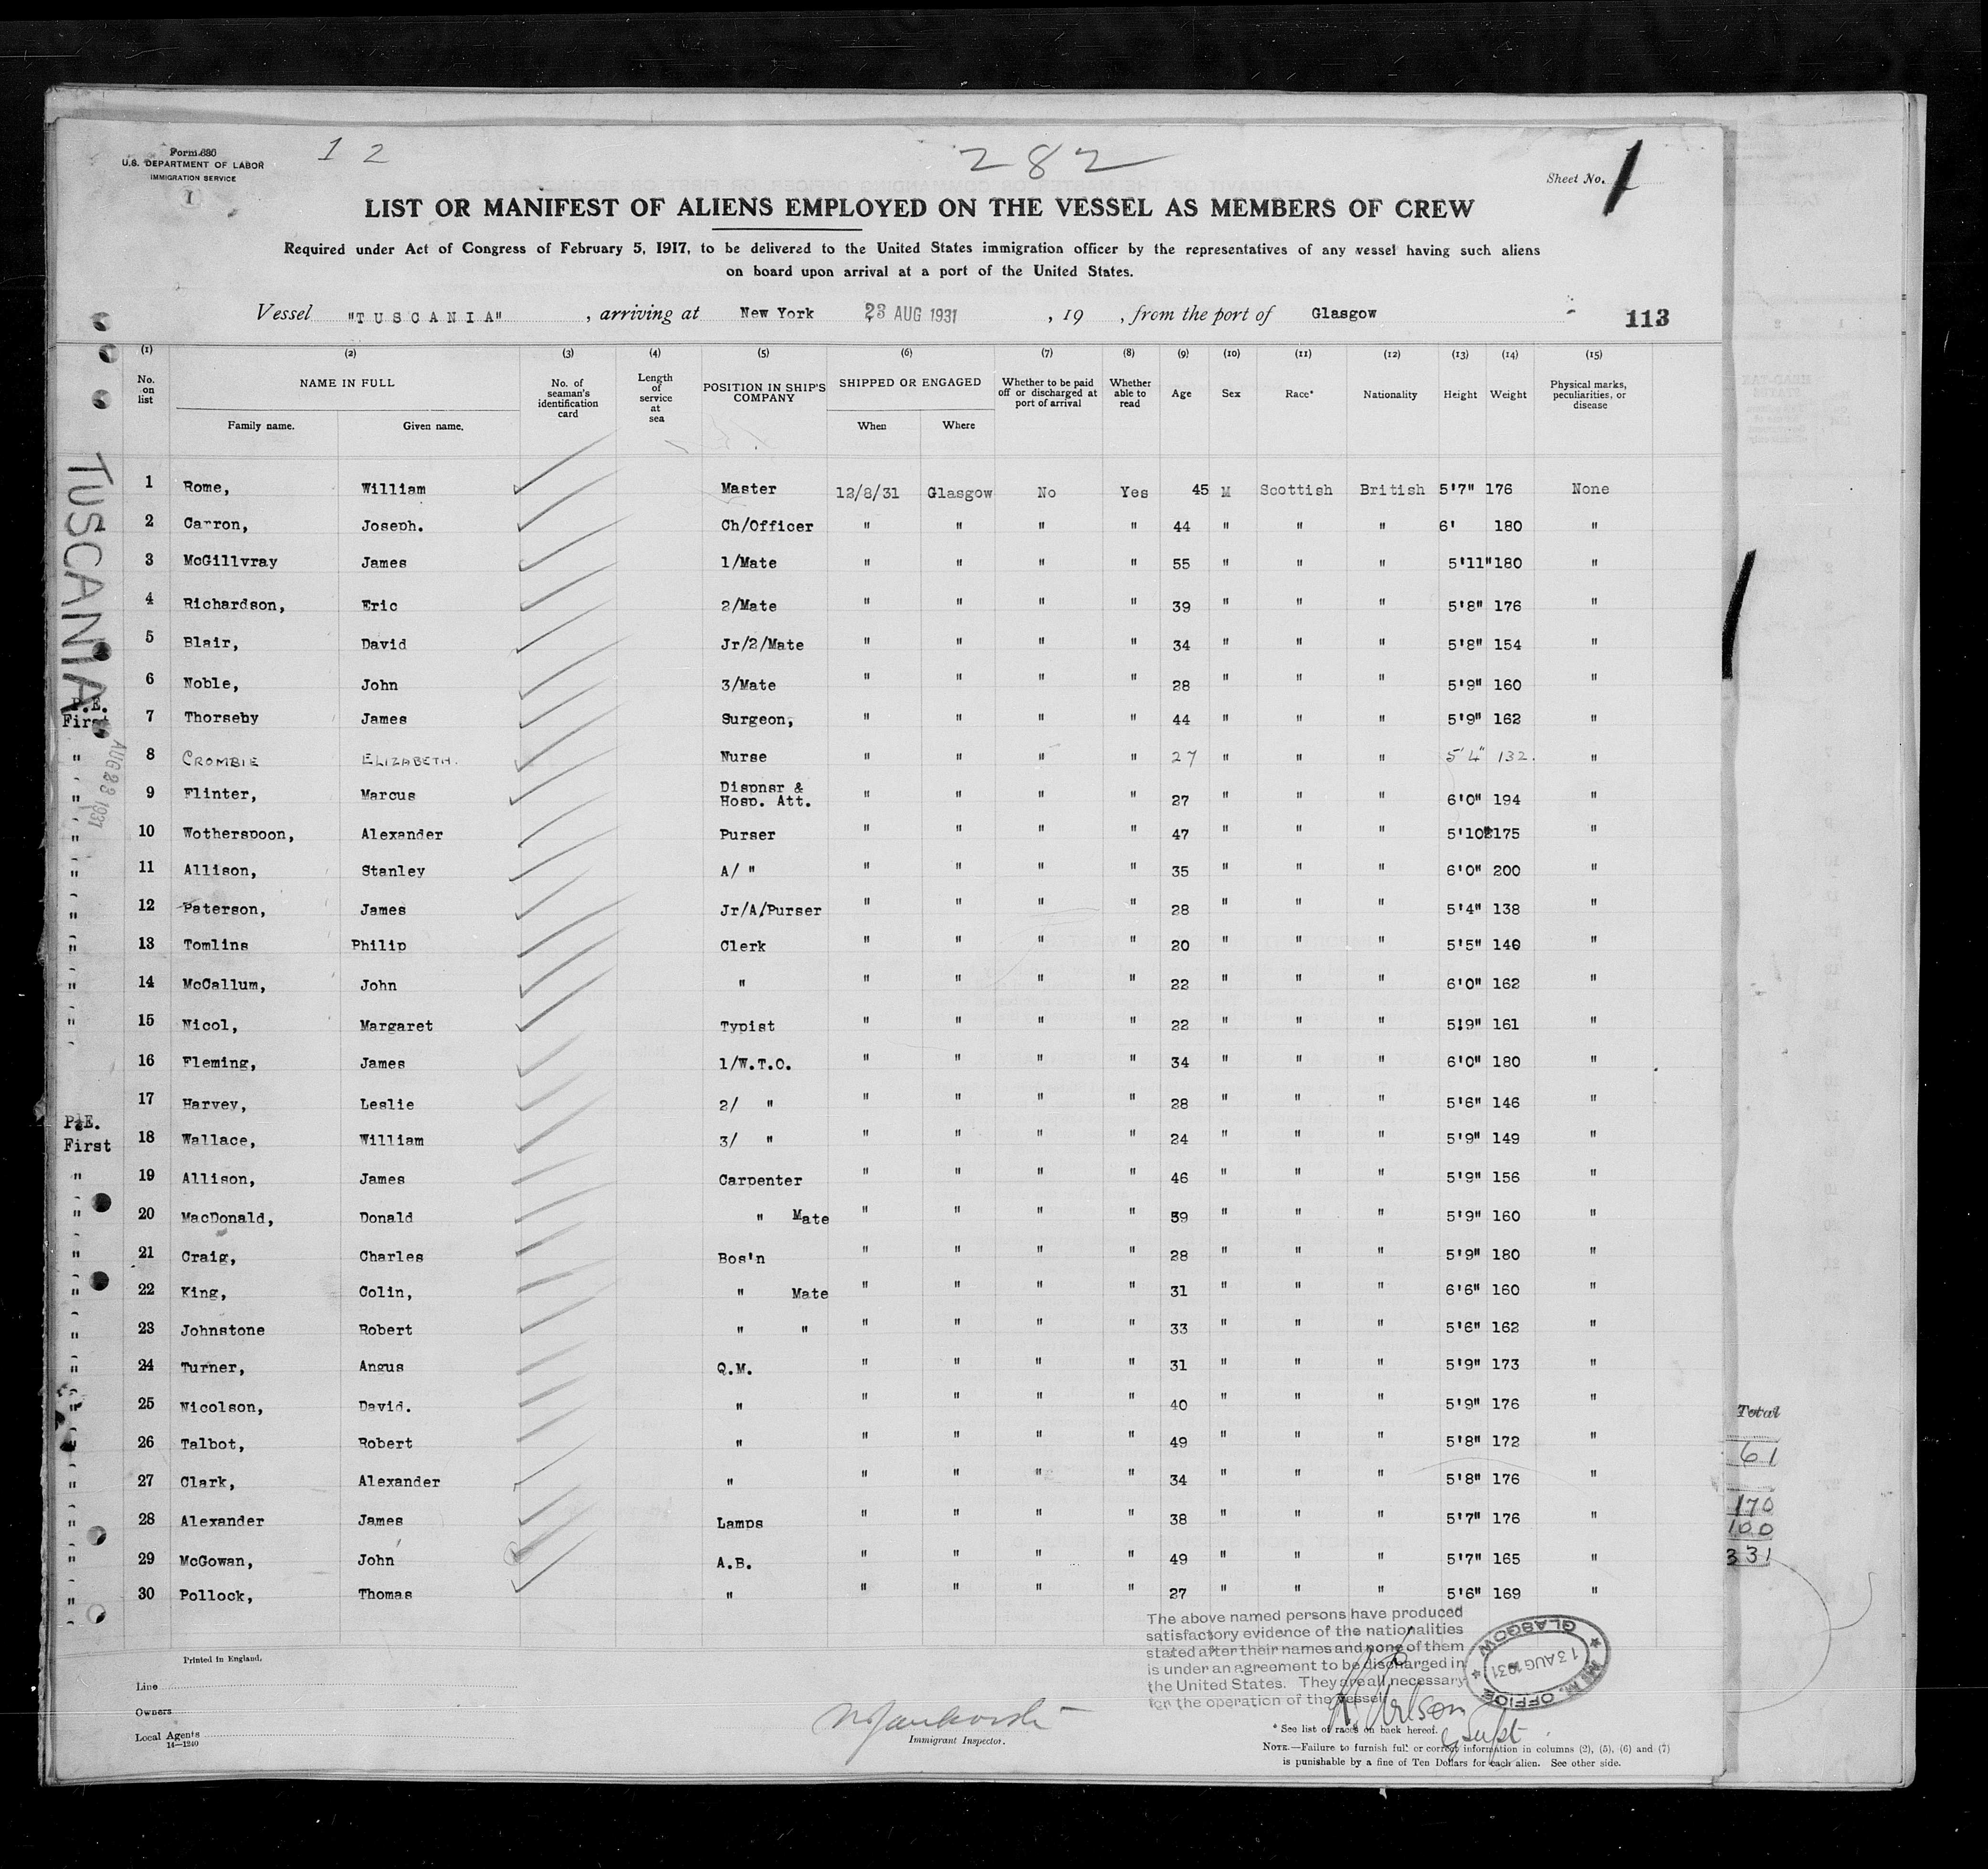 Form 680
U.S. DEPARTMENT OF LABOR
IMMIGRATION SERVICE
I
1 2
282
Sheet No. 1
LIST OR MANIFEST OF ALIENS EMPLOYED ON THE VESSEL AS MEMBERS OF CREW
Required under Act of Congress of February 5, 1917, to be delivered to the United States immigration officer by the representatives of any vessel having such aliens
on board upon arrival at a port of the United States.
Vessel "TUSCANIA", arriving at New York 23 AUG 1931, 19 , from the port of Glasgow
113
(1) (2) (3) (4) (5) (6) (7) (8) (9) (10) (11) (12) (13) (14) (15)
No. on list NAME IN FULL Family name. Given name. No. of seaman's identification card Length of service at sea POSITION IN SHIP'S COMPANY SHIPPED OR ENGAGED When Where Whether to be paid off or discharged at port of arrival Whether able to read Age Sex Race* Nationality Height Weight Physical marks, peculiarities, or disease
TUSCANIA
AUG 23 1931
1 Rome, William Master 12/8/31 Glasgow No Yes 45 M Scottish British 5'7" 176 None
2 Carron, Joseph. Ch/Officer " " " " 44 " " " 6' 180 "
3 McGillvray James 1/Mate " " " " 55 " " " 5'11" 180 "
4 Richardson, Eric 2/Mate " " " " 39 " " " 5'8" 176 "
5 Blair, David Jr/2/Mate " " " " 34 " " " 5'8" 154 "
6 Noble, John 3/Mate " " " " 28 " " " 5'9" 160 "
P.E. First 7 Thorseby James Surgeon, " " " " 44 " " " 5'9" 162 "
" 8 CROMBIE ELIZABETH. Nurse " " " " 27 " " " 5'4" 132. "
" 9 Flinter, Marcus Dispnsr & Hosp. Att. " " " " 27 " " " 6'0" 194 "
" 10 Wotherspoon, Alexander Purser " " " " 47 " " " 5'10" 175 "
" 11 Allison, Stanley A/ " " " " " 35 " " " 6'0" 200 "
" 12 Paterson, James Jr/A/Purser " " " " 28 " " " 5'4" 138 "
" 13 Tomlins Philip Clerk " " " " 20 " " " 5'5" 140 "
" 14 McCallum, John " " " " " 22 " " " 6'0" 162 "
" 15 Nicol, Margaret Typist " " " " 22 " " " 5!9" 161 "
16 Fleming, James 1/W.T.O. " " " " 34 " " " 6'0" 180 "
17 Harvey, Leslie 2/ " " " " " 28 " " " 5'6" 146 "
P.E. First 18 Wallace, William 3/ " " " " " 24 " " " 5'9" 149 "
" 19 Allison, James Carpenter " " " " 46 " " " 5'9" 156 "
" 20 MacDonald, Donald " Mate " " " " 59 " " " 5'9" 160 "
" 21 Craig, Charles Bos'n " " " " 28 " " " 5'9" 180 "
" 22 King, Colin, " Mate " " " " 31 " " " 6'6" 160 "
" 23 Johnstone Robert " " " " " " 33 " " " 5'6" 162 "
" 24 Turner, Angus Q.M. " " " " 31 " " " 5'9" 173 "
" 25 Nicolson, David. " " " " " 40 " " " 5'9" 176 "
" 26 Talbot, Robert " " " " " 49 " " " 5'8" 172 "
" 27 Clark, Alexander " " " " " 34 " " " 5'8" 176 "
" 28 Alexander James Lamps " " " " 38 " " " 5'7" 176 "
" 29 McGowan, John A.B. " " " " 49 " " " 5'7" 165 "
" 30 Pollock, Thomas " " " " " 27 " " " 5'6" 169 "
Total
61
170
100
331
The above named persons have produced
satisfactory evidence of the nationalities
stated after their names and none of them
is under an agreement to be discharged in
the United States. They are all necessary
for the operation of the vessel
M. M. OFFICE GLASGOW
13 AUG 1931
Supt.
Printed in England.
Line
Owners
Local Agents
14—1240
Immigrant Inspector.
* See list of races on back hereof.
NOTE.—Failure to furnish full or correct information in columns (2), (5), (6) and (7)
is punishable by a fine of Ten Dollars for each alien. See other side.